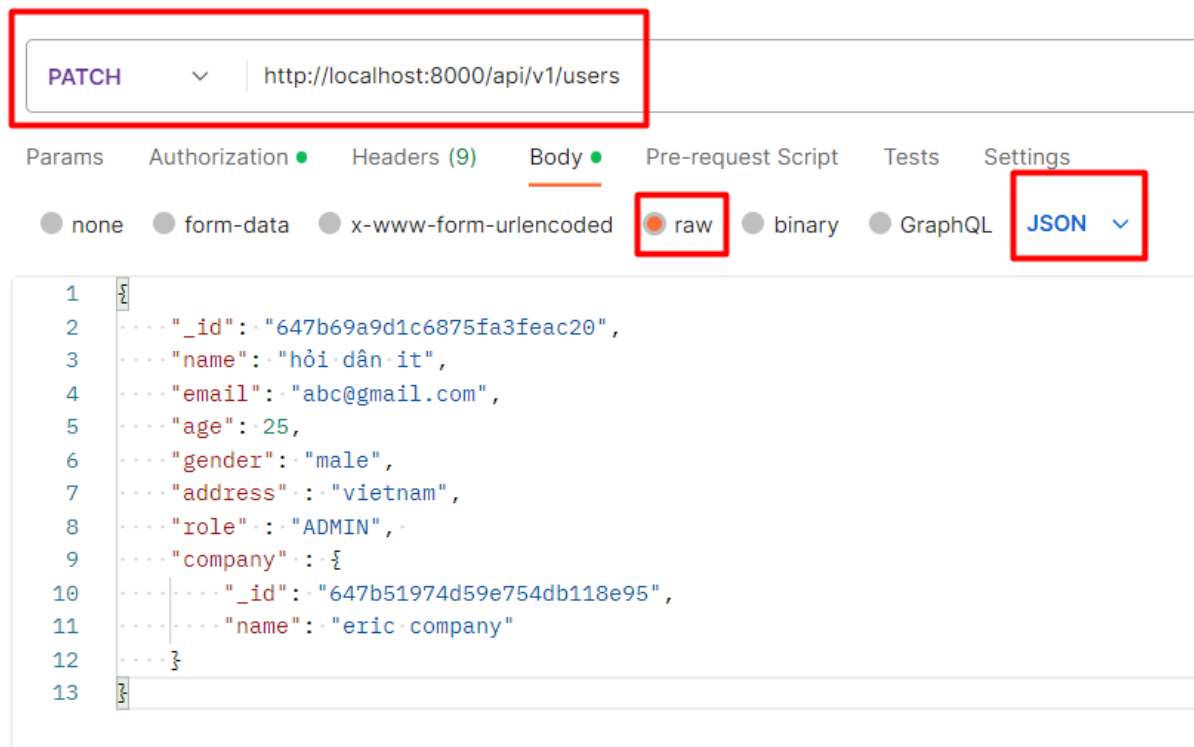 PATCH http://localhost:8000/api/v1/users
Params Authorization Headers (9) Body Pre-request Script Tests Settings
none form-data x-www-form-urlencoded raw binary GraphQL JSON
1 {
2 "_id": "647b69a9d1c6875fa3feac20",
3 "name": "hỏi dân it",
4 "email": "abc@gmail.com",
5 "age": 25,
6 "gender": "male",
7 "address" : "vietnam",
8 "role" : "ADMIN",
9 "company" : {
10 "_id": "647b51974d59e754db118e95",
11 "name": "eric company"
12 }
13 }